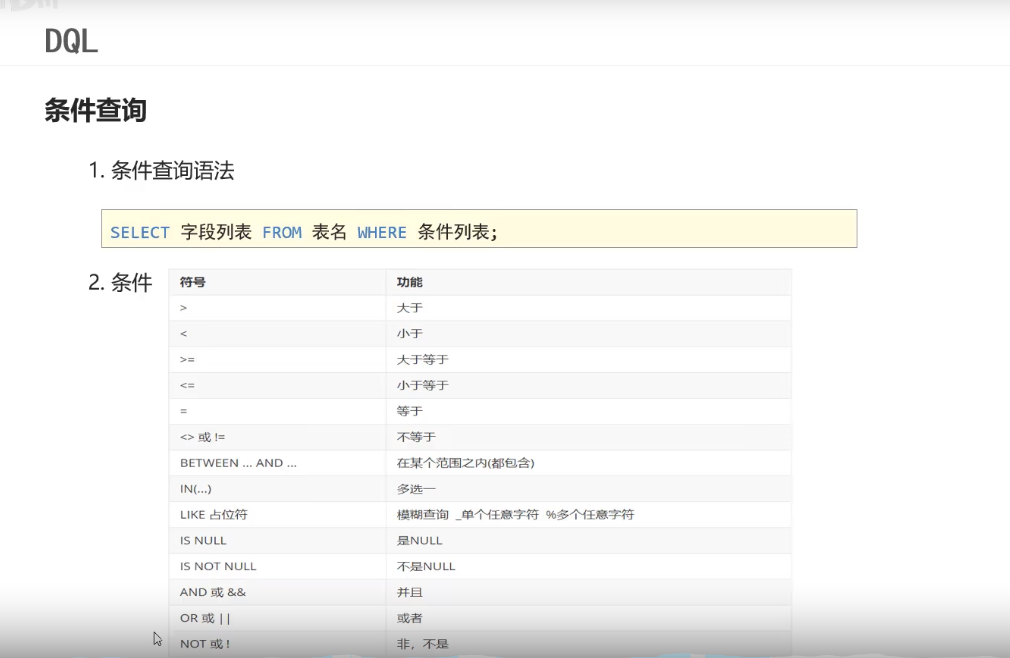 DQL
条件查询
1. 条件查询语法
SELECT 字段列表 FROM 表名 WHERE 条件列表;
2. 条件
符号 功能
> 大于
< 小于
>= 大于等于
<= 小于等于
= 等于
<> 或 != 不等于
BETWEEN ... AND ... 在某个范围之内(都包含)
IN(...) 多选一
LIKE 占位符 模糊查询 _单个任意字符 %多个任意字符
IS NULL 是NULL
IS NOT NULL 不是NULL
AND 或 && 并且
OR 或 || 或者
NOT 或 ! 非，不是